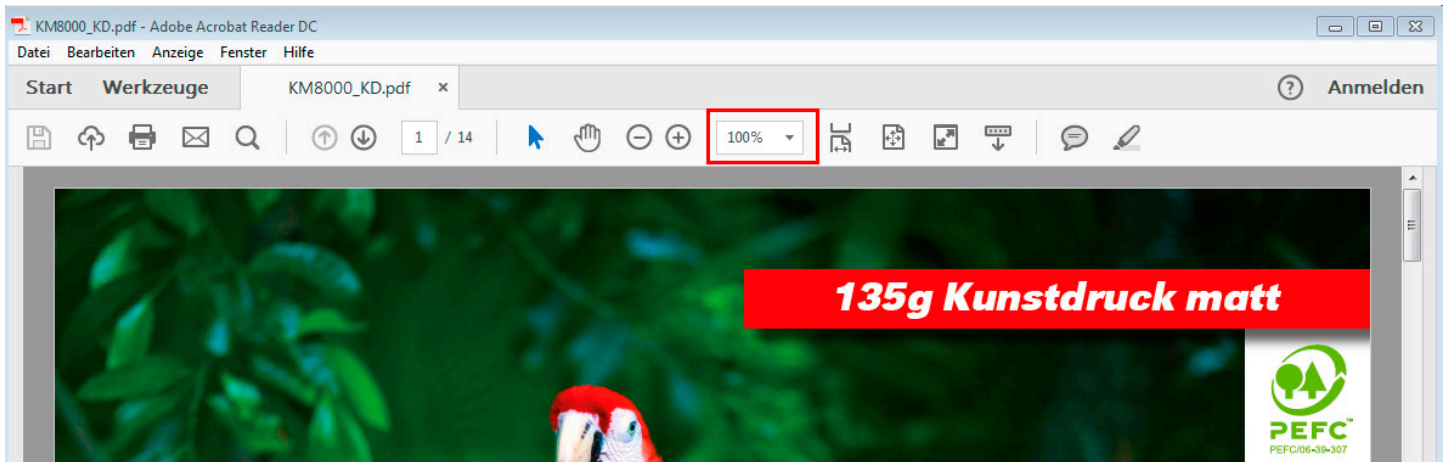 KM8000_KD.pdf - Adobe Acrobat Reader DC
Datei Bearbeiten Anzeige Fenster Hilfe
Start Werkzeuge KM8000_KD.pdf × ? Anmelden
1 / 14 100%
135g Kunstdruck matt
PEFC™
PEFC/06-39-307